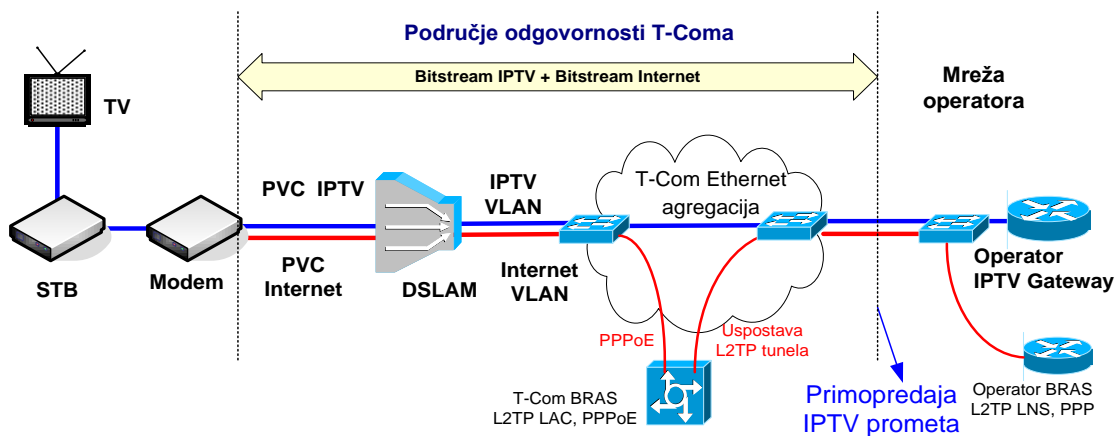 Područje odgovornosti T-Coma
Bitstream IPTV + Bitstream Internet
Mreža
operatora
TV
PVC IPTV
IPTV
VLAN
T-Com Ethernet
agregacija
STB
Modem
PVC
Internet
DSLAM
Internet
VLAN
Operator
IPTV Gateway
PPPoE
Uspostava
L2TP tunela
T-Com BRAS
L2TP LAC, PPPoE
Primopredaja
IPTV prometa
Operator BRAS
L2TP LNS, PPP